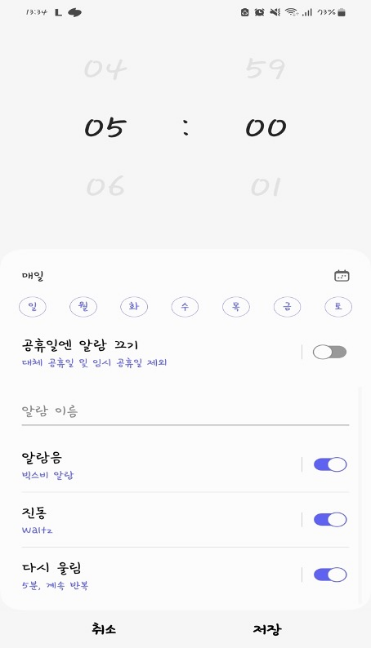 13:34 L 73%
04 59
05 : 00
06 01
매일
일 월 화 수 목 금 토
공휴일엔 알람 끄기
대체 공휴일 및 임시 공휴일 제외
알람 이름
알람음
빅스비 알람
진동
Waltz
다시 울림
5분, 계속 반복
취소 저장